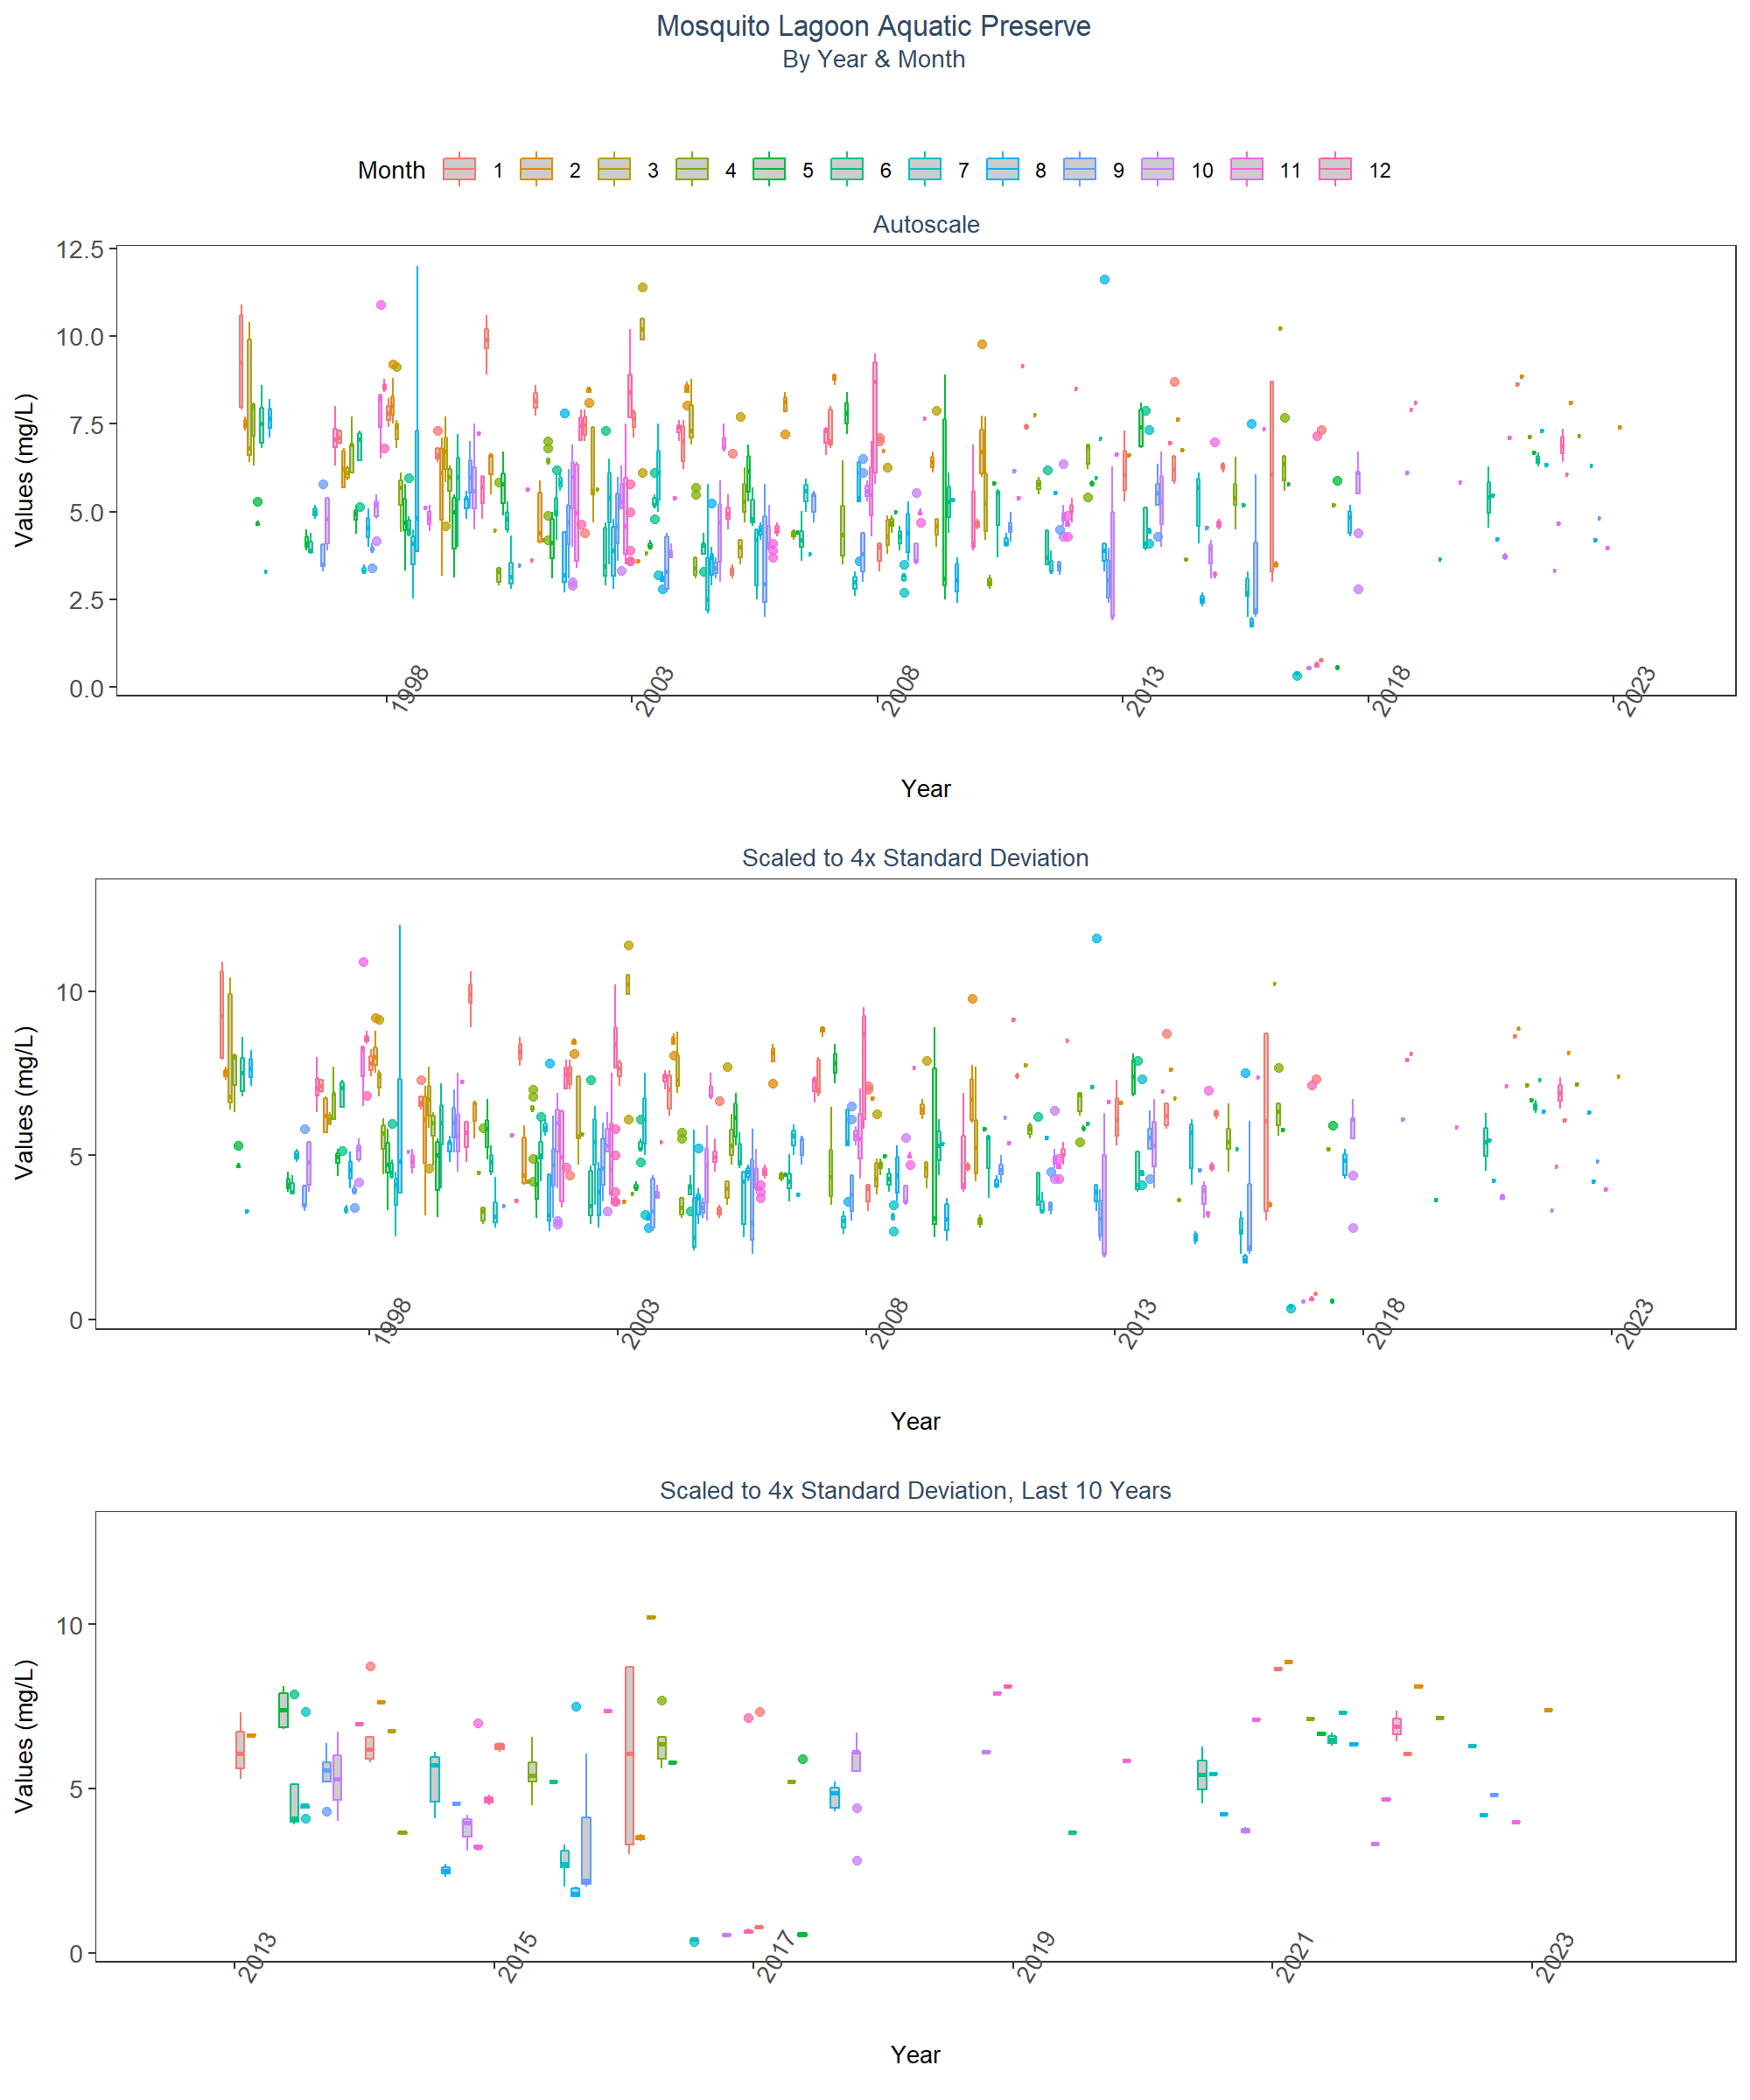 Mosquito Lagoon Aquatic Preserve
By Year & Month
Month 1 2 3 4 5 6 7 8 9 10 11 12
Autoscale
Values (mg/L)
12.5
10.0
7.5
5.0
2.5
0.0
1998 2003 2008 2013 2018 2023
Year
Scaled to 4x Standard Deviation
Values (mg/L)
10
5
0
1998 2003 2008 2013 2018 2023
Year
Scaled to 4x Standard Deviation, Last 10 Years
Values (mg/L)
10
5
0
2013 2015 2017 2019 2021 2023
Year